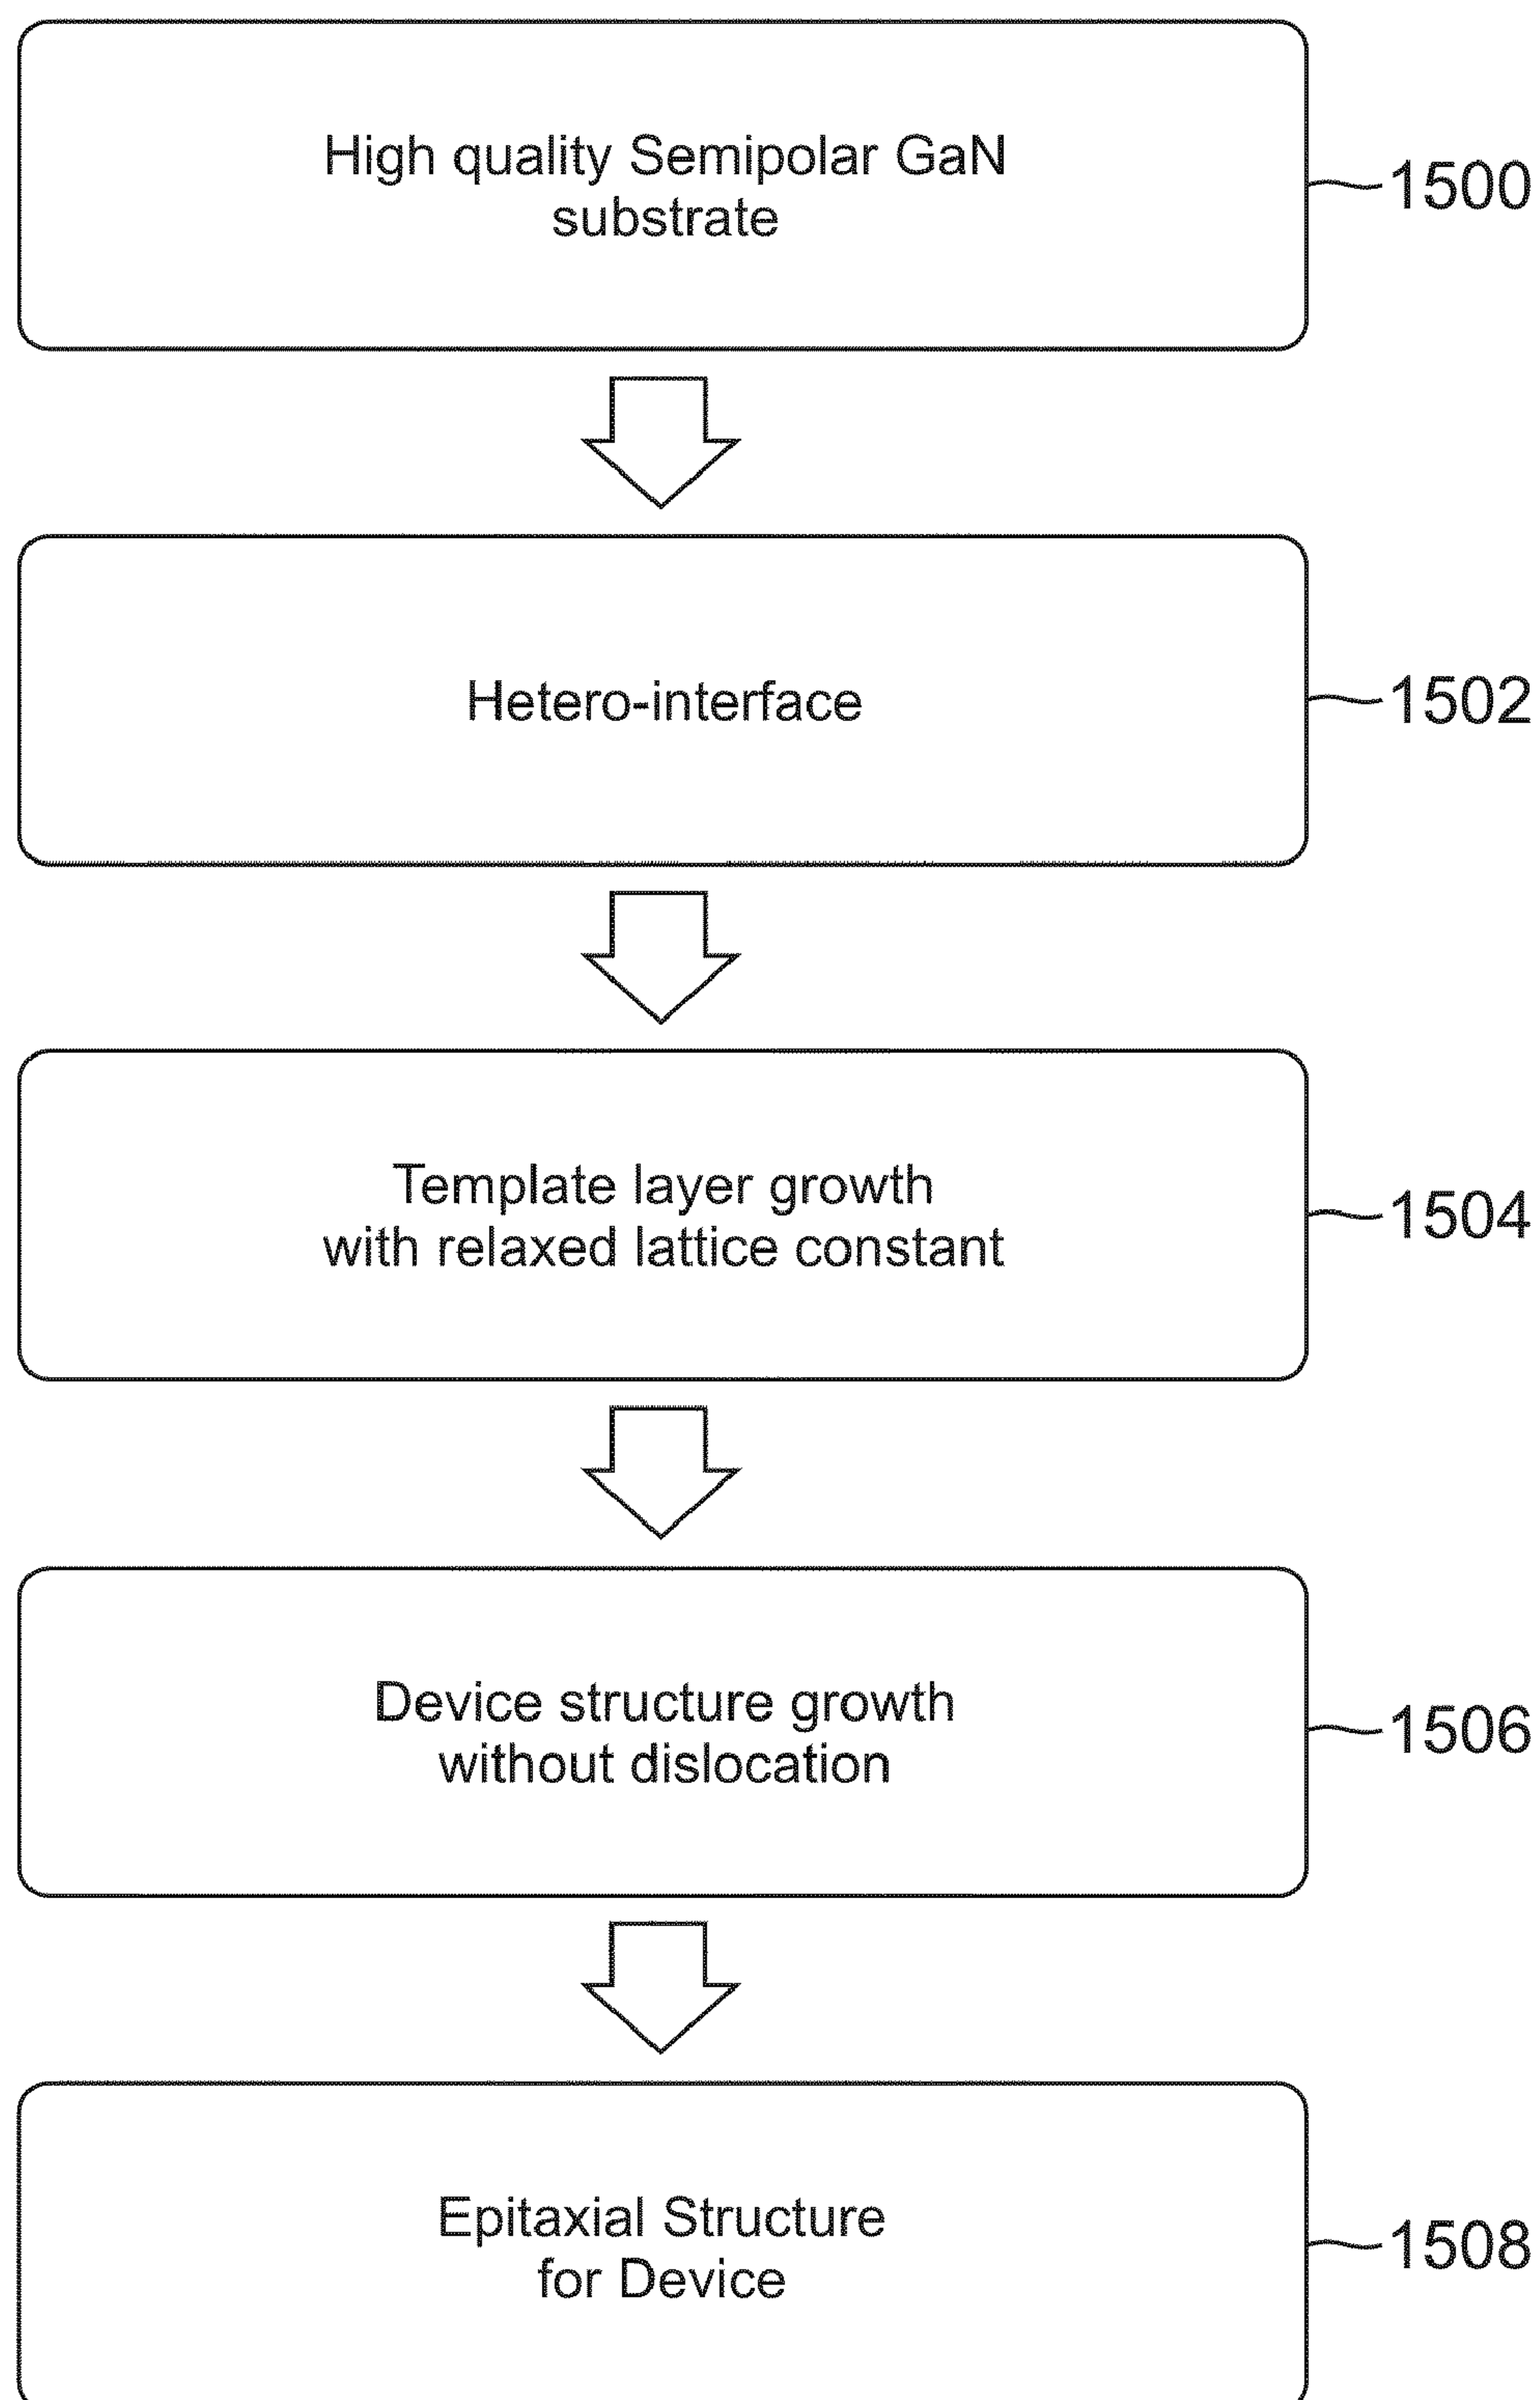 High quality Semipolar GaN
substrate
1500
Hetero-interface
1502
Template layer growth
with relaxed lattice constant
1504
Device structure growth
without dislocation
1506
Epitaxial Structure
for Device
1508